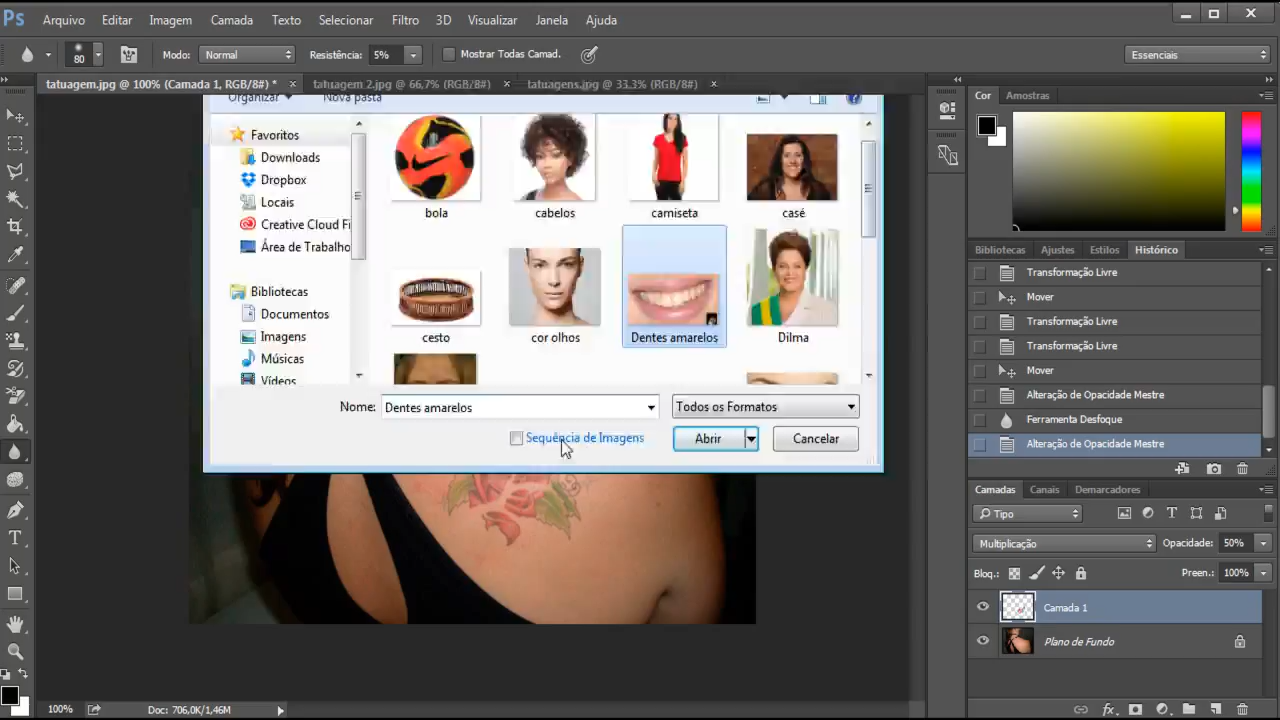 Ps Arquivo Editar Imagem Camada Texto Selecionar Filtro 3D Visualizar Janela Ajuda
80 Modo: Normal Resistência: 5% Mostrar Todas Camad. Essenciais
tatuagem.jpg @ 100% (Camada 1, RGB/8#) * × tatuagem 2.jpg @ 66,7% (RGB/8#) × tatuagens.jpg @ 33,3% (RGB/8#) ×
Organizar Nova pasta
Favoritos
Downloads
Dropbox
Locais
Creative Cloud Fi
Área de Trabalho
Bibliotecas
Documentos
Imagens
Músicas
Vídeos
bola cabelos camiseta casé
cesto cor olhos Dentes amarelos Dilma
Nome: Dentes amarelos Todos os Formatos
Sequência de Imagens Abrir Cancelar
Cor Amostras
Bibliotecas Ajustes Estilos Histórico
Transformação Livre
Mover
Transformação Livre
Transformação Livre
Mover
Alteração de Opacidade Mestre
Ferramenta Desfoque
Alteração de Opacidade Mestre
Camadas Canais Demarcadores
Tipo
Multiplicação Opacidade: 50%
Bloq.: Preen.: 100%
Camada 1
Plano de Fundo
100% Doc: 706,0K/1,46M